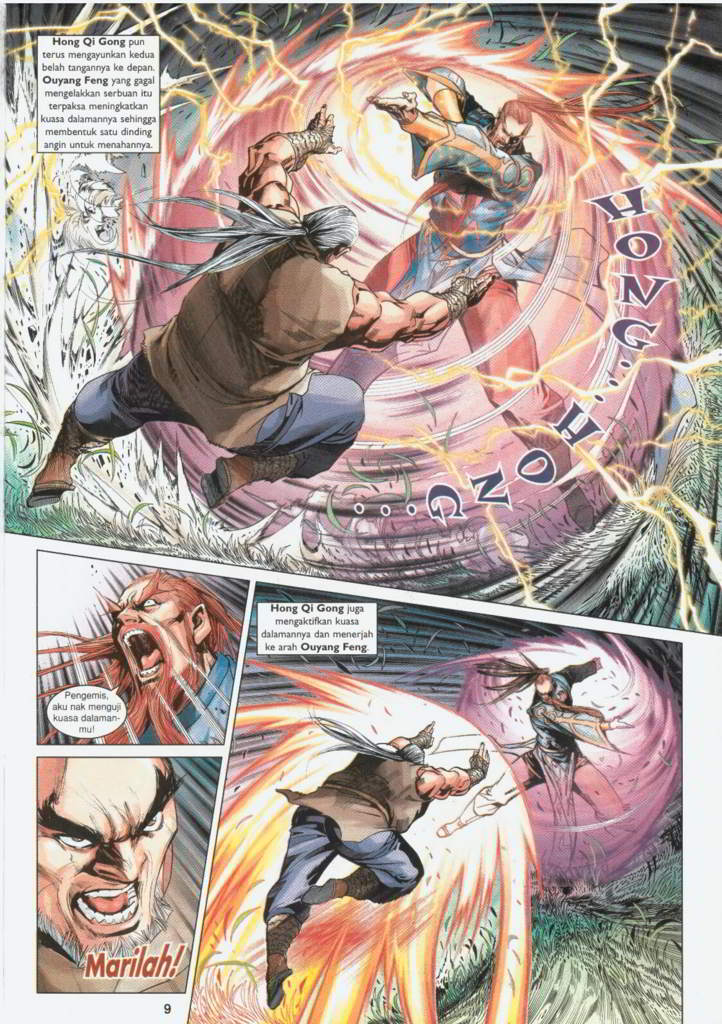 Hong Qi Gong pun
terus mengayunkan kedua
belah tangannya ke depan.
Ouyang Feng yang gagal
mengelakkan serbuan itu
terpaksa meningkatkan
kuasa dalamannya sehingga
membentuk satu dinding
angin untuk menahannya.
HONG...
HONG...
Pengemis,
aku nak menguji
kuasa dalaman-
mu!
Hong Qi Gong juga
mengaktifkan kuasa
dalamannya dan menerjah
ke arah Ouyang Feng.
Marilah!
9